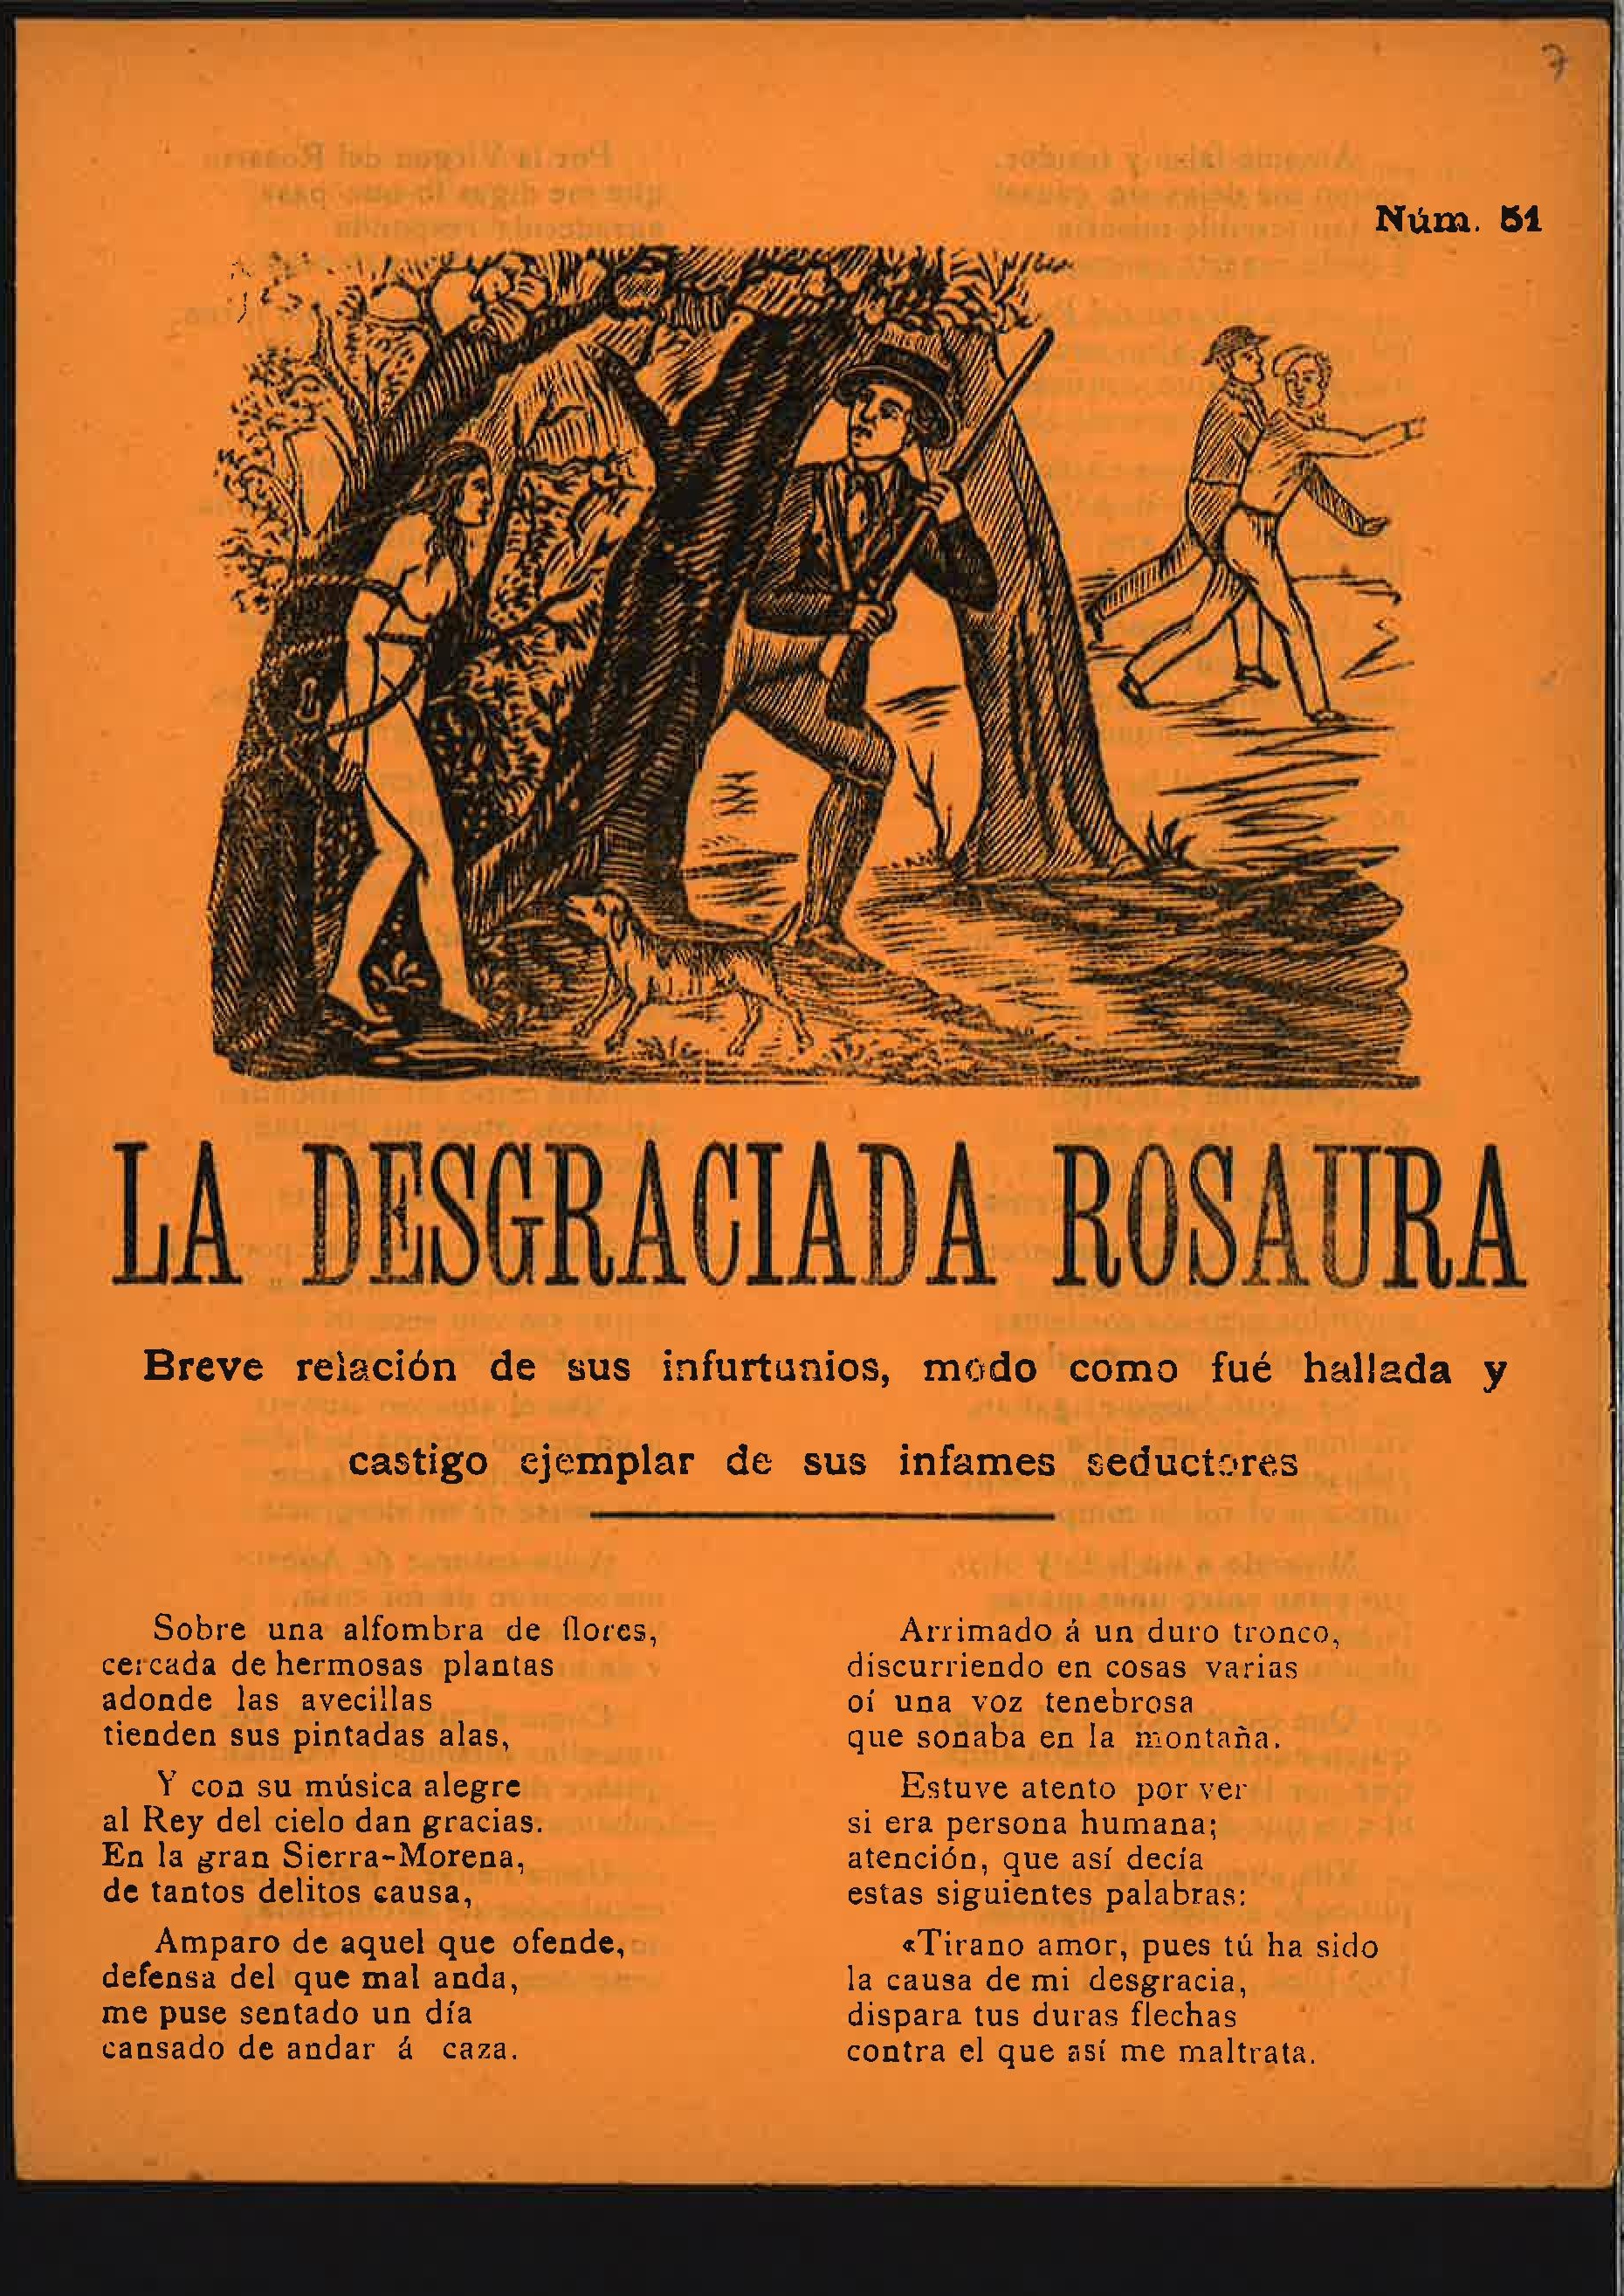 7
Núm. 51
LA DESGRACIADA ROSAURA
Breve relación de sus infurtunios, modo como fué hallada y
castigo ejemplar de sus infames seductores
Sobre una alfombra de flores,
cercada de hermosas plantas
adonde las avecillas
tienden sus pintadas alas,
Y con su música alegre
al Rey del cielo dan gracias.
En la gran Sierra-Morena,
de tantos delitos causa,
Amparo de aquel que ofende,
defensa del que mal anda,
me puse sentado un día
cansado de andar á caza.
Arrimado á un duro tronco,
discurriendo en cosas varias
oí una voz tenebrosa
que sonaba en la montaña.
Estuve atento por ver
si era persona humana;
atención, que así decía
estas siguientes palabras:
«Tirano amor, pues tú ha sido
la causa de mi desgracia,
dispara tus duras flechas
contra el que así me maltrata.